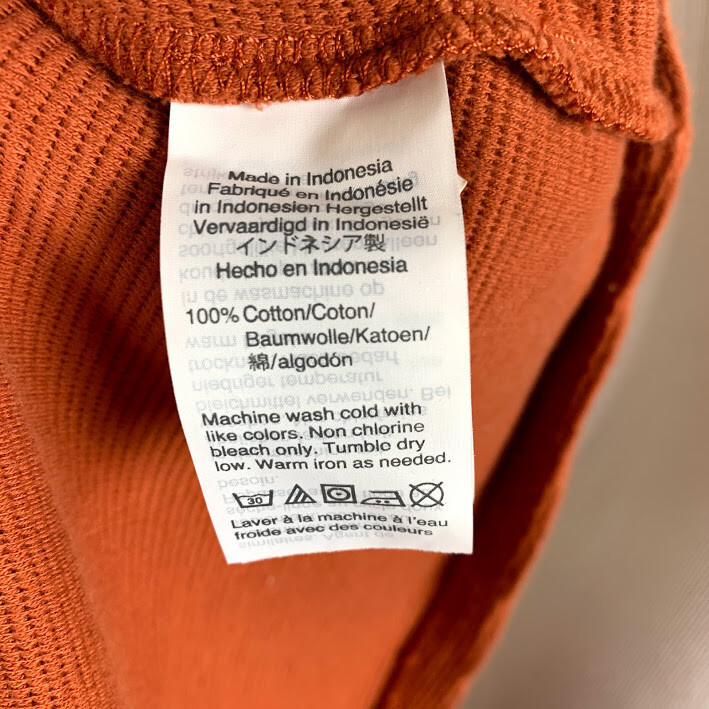 Made in Indonesia
Fabriqué en Indonésie
in Indonesien Hergestellt
Vervaardigd in Indonesië
インドネシア製
Hecho en Indonesia
100% Cotton/Coton/
Baumwolle/Katoen/
綿/algodón
Machine wash cold with
like colors. Non chlorine
bleach only. Tumble dry
low. Warm iron as needed.
30
Laver à la machine à l'eau
froide avec des couleurs